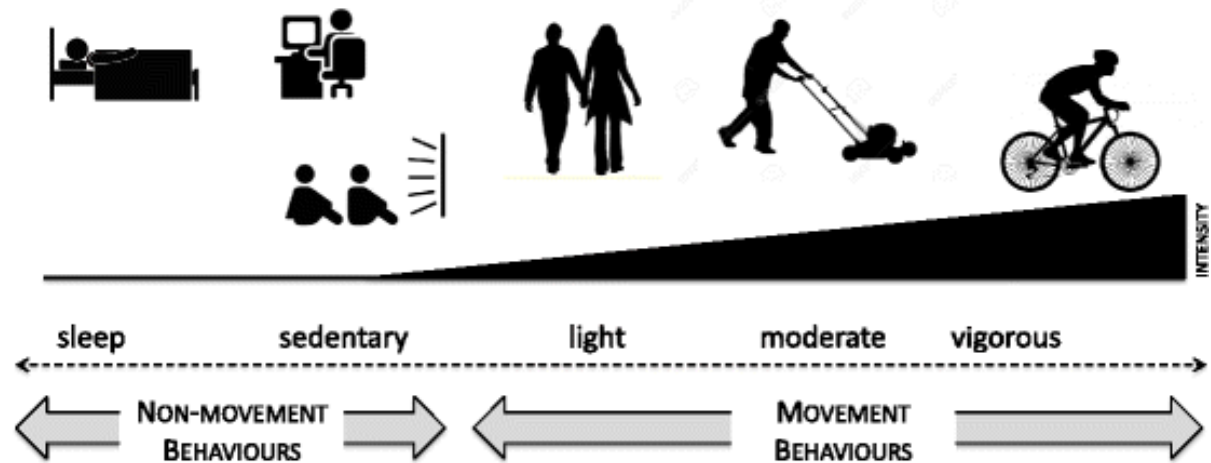 INTENSITY
sleep sedentary light moderate vigorous
NON-MOVEMENT BEHAVIOURS
MOVEMENT BEHAVIOURS